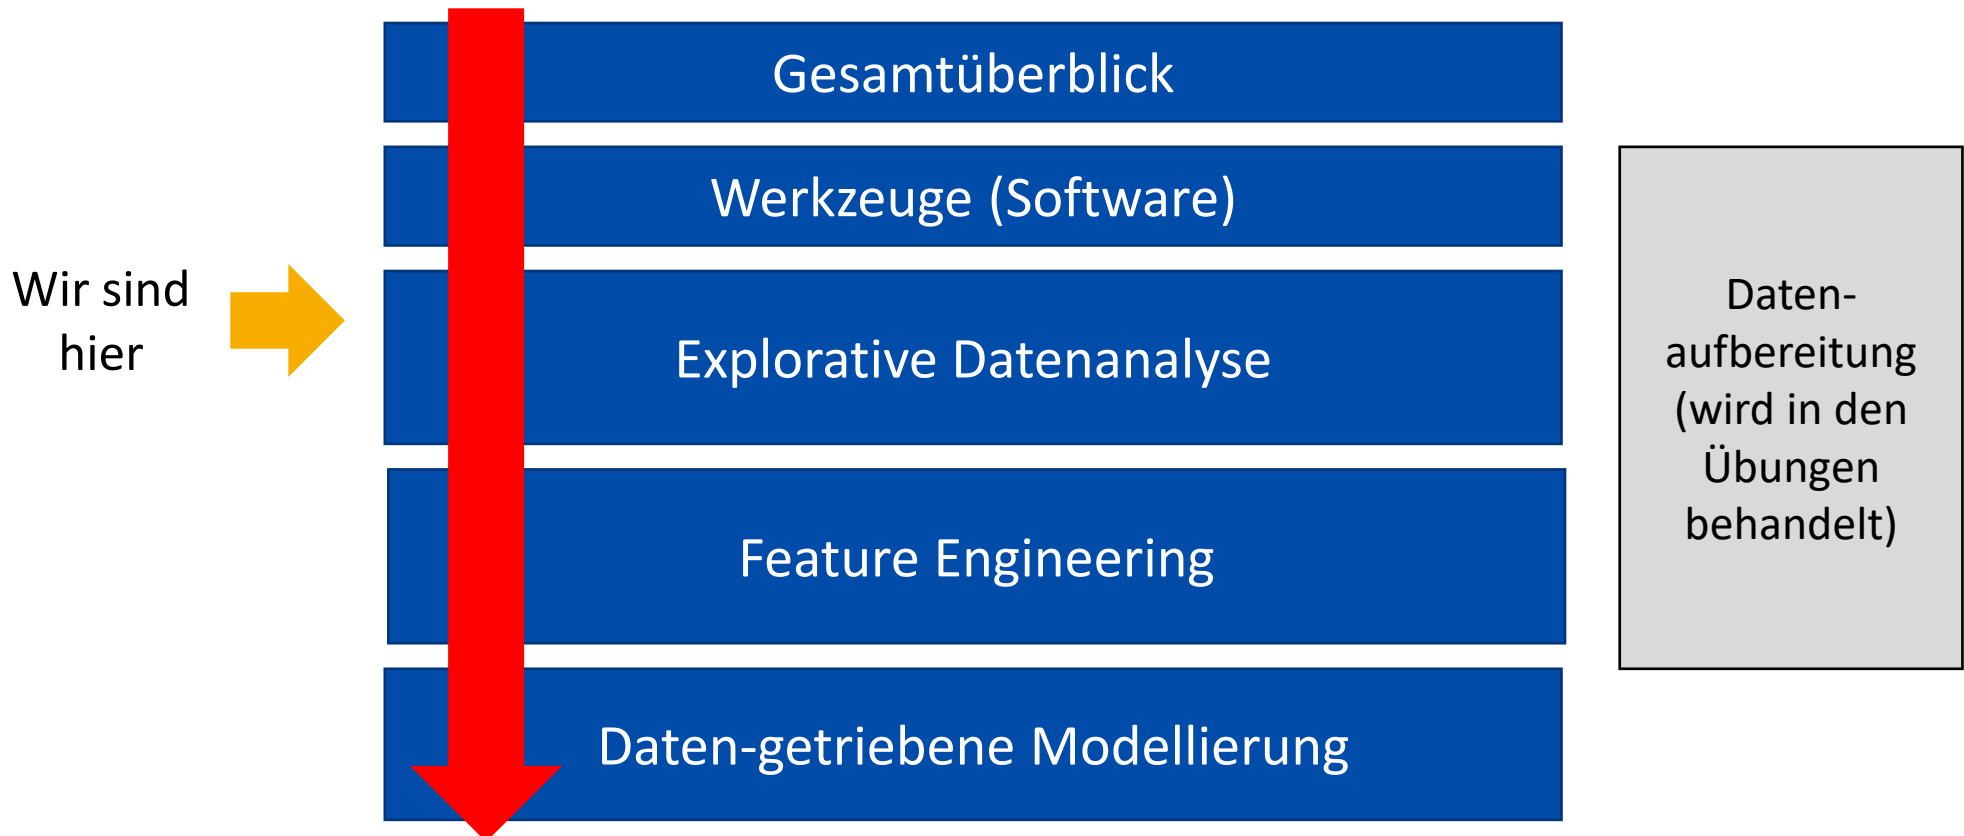 Gesamtüberblick
Werkzeuge (Software)
Wir sind
hier
Explorative Datenanalyse
Feature Engineering
Daten-getriebene Modellierung
Daten-
aufbereitung
(wird in den
Übungen
behandelt)